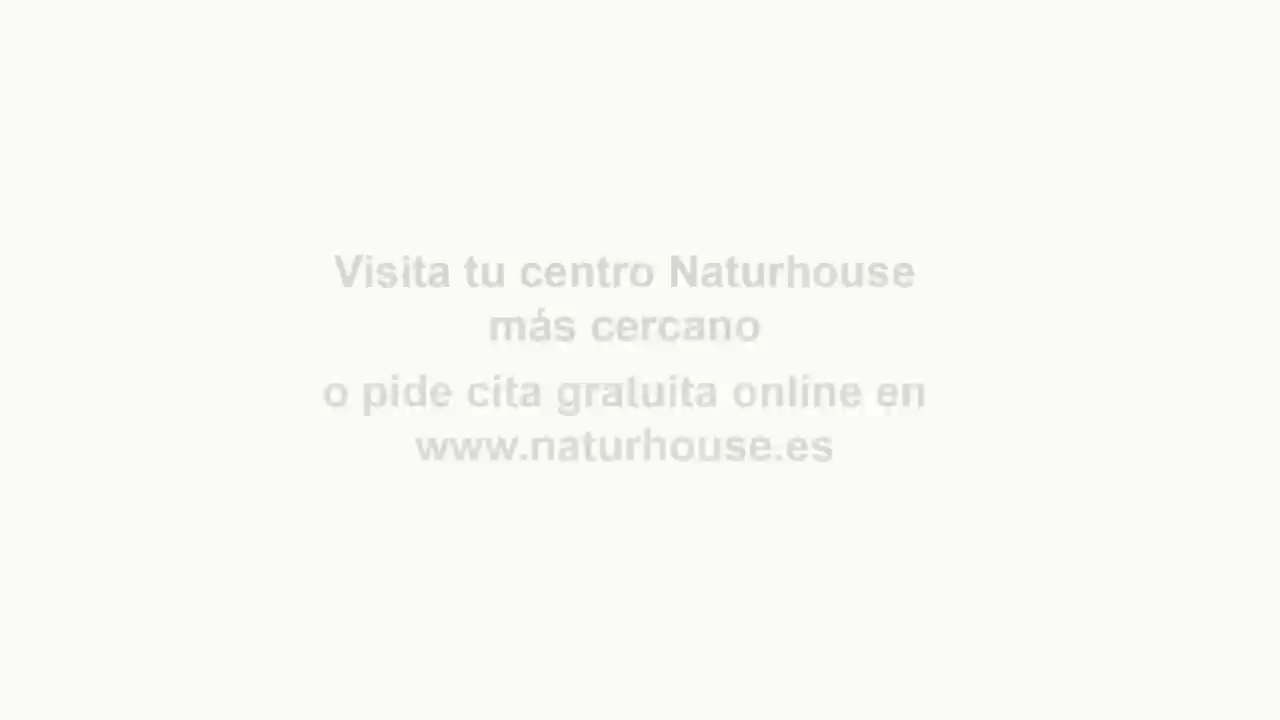 Visita tu centro Naturhouse
más cercano
o pide cita gratuita online en
www.naturhouse.es